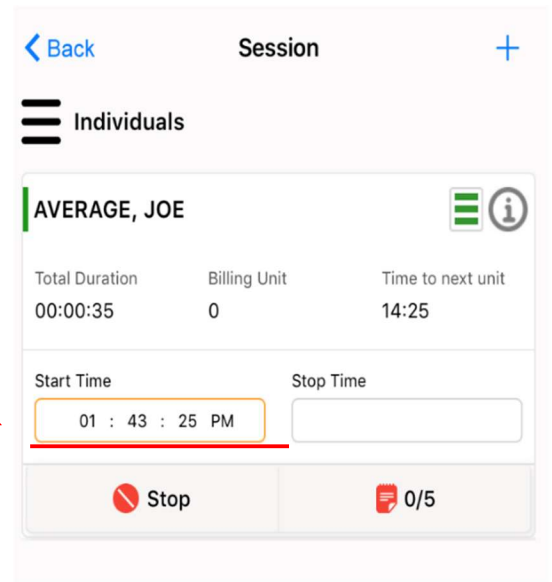 Back Session +
Individuals
AVERAGE, JOE
Total Duration Billing Unit Time to next unit
00:00:35 0 14:25
Start Time Stop Time
01 : 43 : 25 PM
Stop 0/5